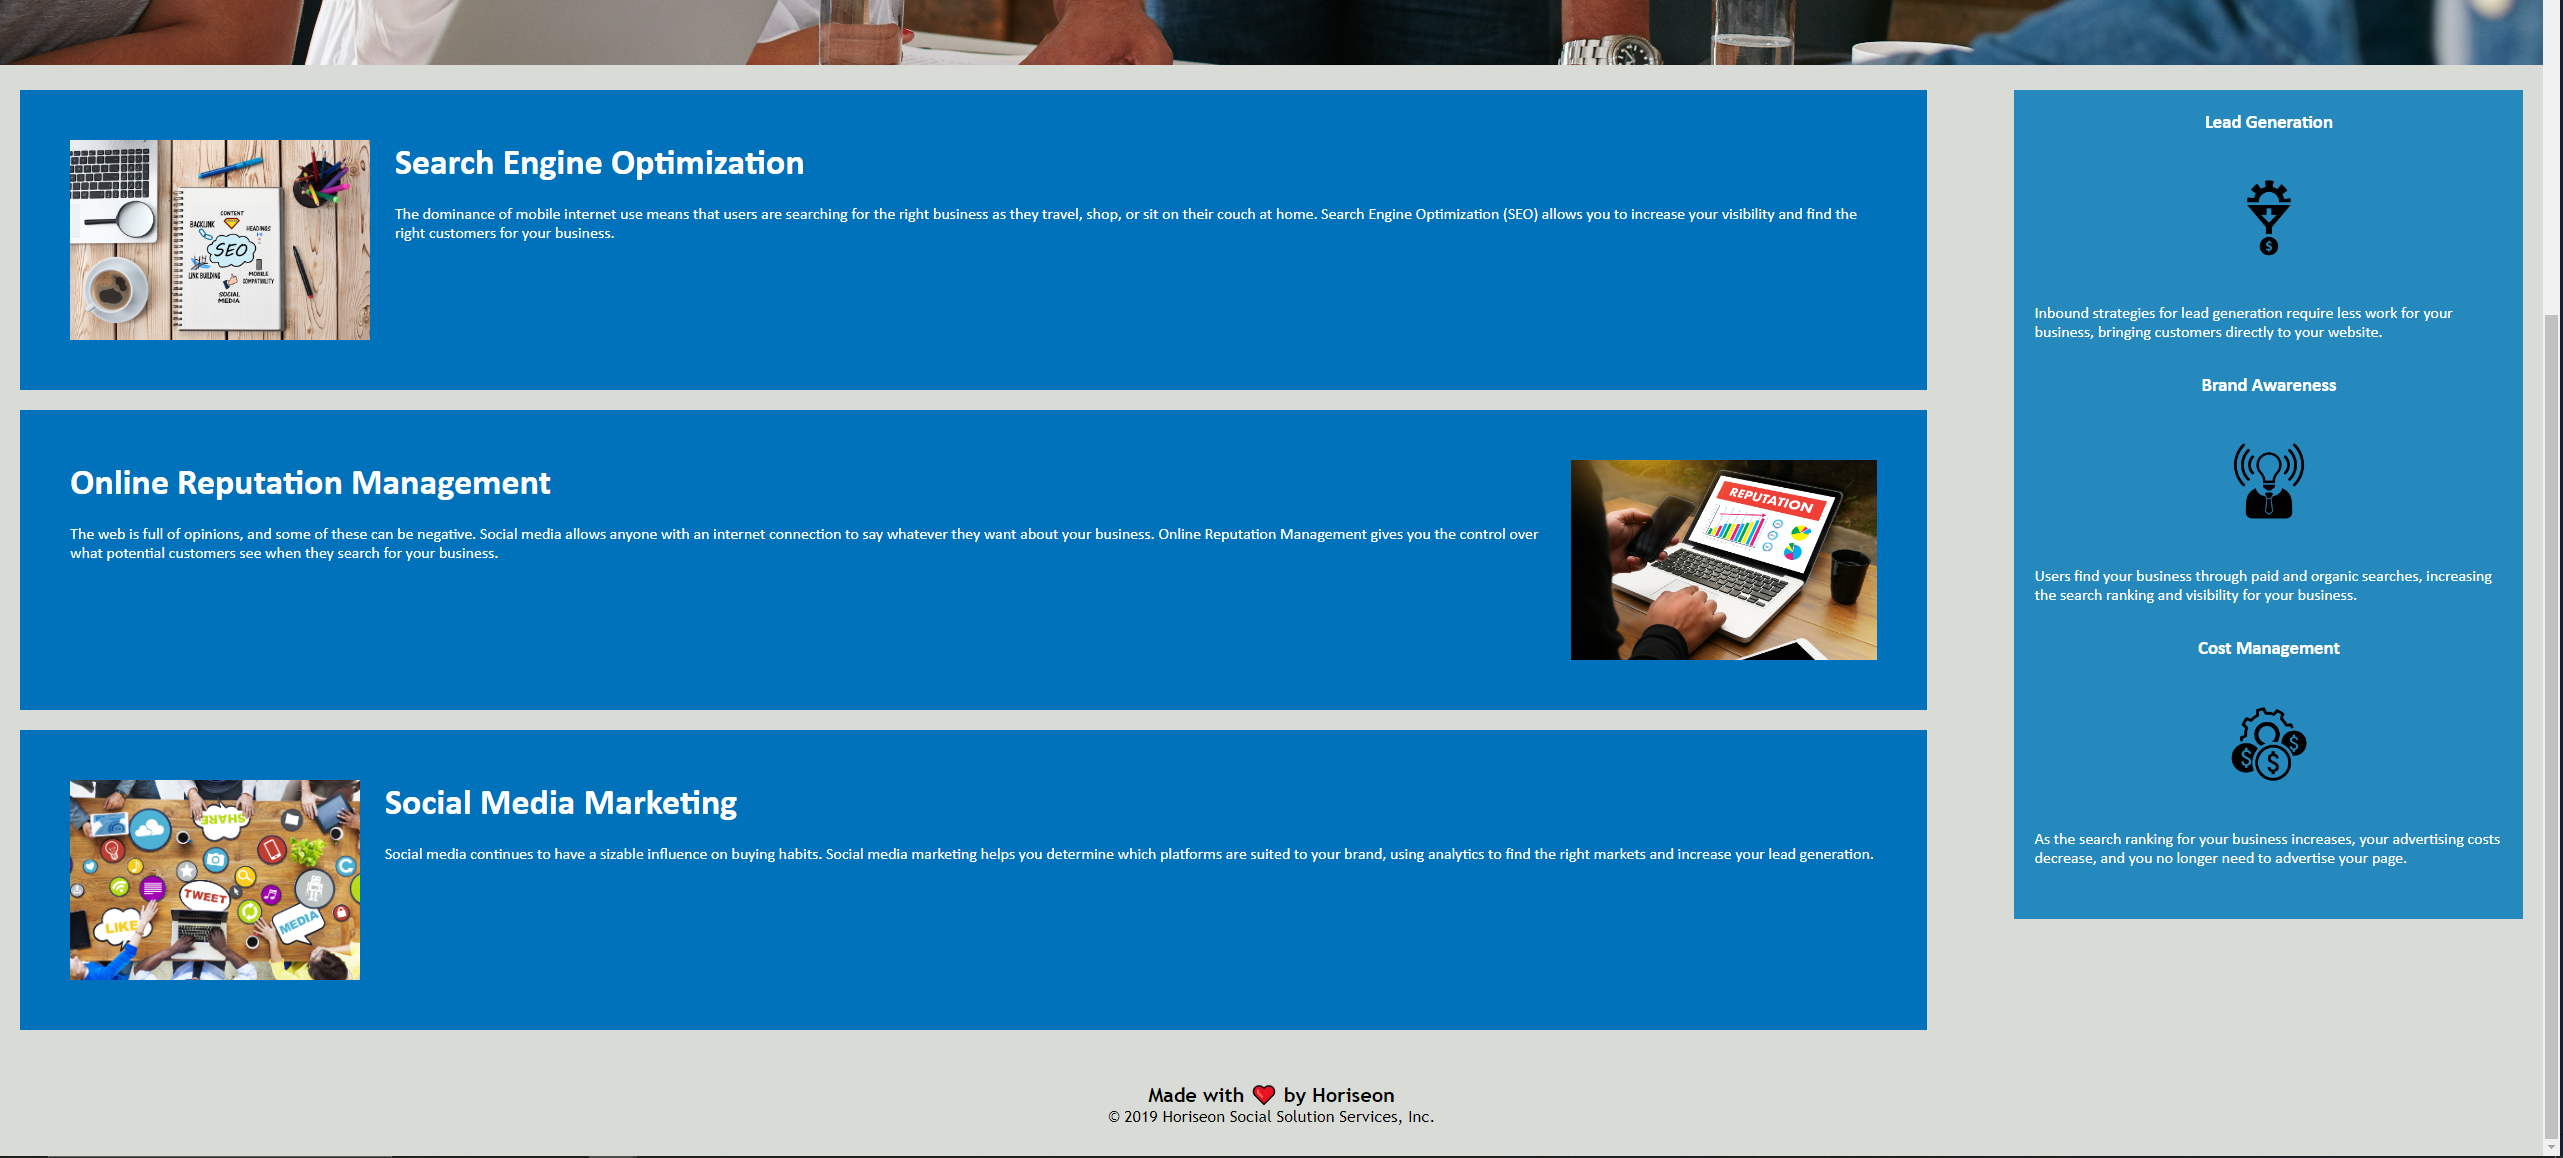 Search Engine Optimization
The dominance of mobile internet use means that users are searching for the right business as they travel, shop, or sit on their couch at home. Search Engine Optimization (SEO) allows you to increase your visibility and find the
right customers for your business.
CONTENT
BACKLINK
HEADINGS
SEO
LINK BUILDING
MOBILE
COMPATIBILITY
SOCIAL
MEDIA
Online Reputation Management
The web is full of opinions, and some of these can be negative. Social media allows anyone with an internet connection to say whatever they want about your business. Online Reputation Management gives you the control over
what potential customers see when they search for your business.
REPUTATION
Social Media Marketing
Social media continues to have a sizable influence on buying habits. Social media marketing helps you determine which platforms are suited to your brand, using analytics to find the right markets and increase your lead generation.
SHARE
TWEET
LIKE
MEDIA
Lead Generation
$
Inbound strategies for lead generation require less work for your
business, bringing customers directly to your website.
Brand Awareness
Users find your business through paid and organic searches, increasing
the search ranking and visibility for your business.
Cost Management
$
$
$
As the search ranking for your business increases, your advertising costs
decrease, and you no longer need to advertise your page.
Made with ❤️ by Horiseon
© 2019 Horiseon Social Solution Services, Inc.